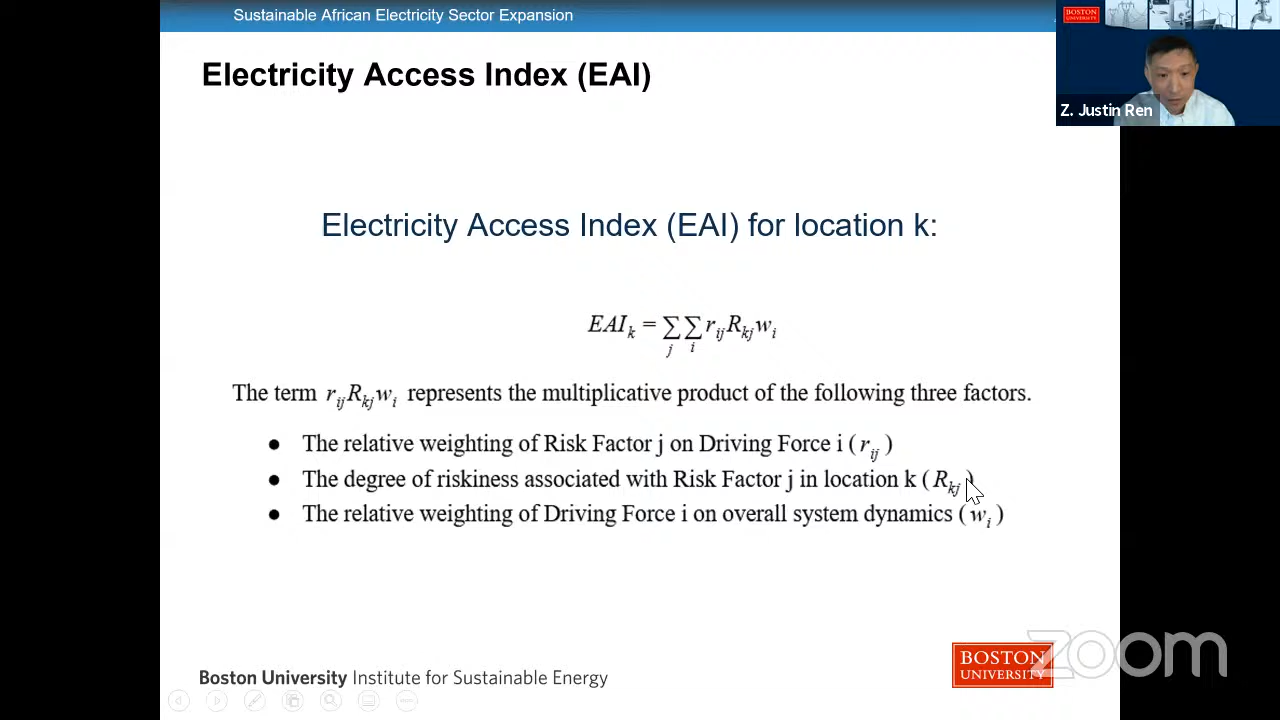 Sustainable African Electricity Sector Expansion
BOSTON
UNIVERSITY
Electricity Access Index (EAI)
Z. Justin Ren
Electricity Access Index (EAI) for location k:
EAI_k = ∑_j ∑_i r_ij R_kj w_i
The term r_ij R_kj w_i represents the multiplicative product of the following three factors.
● The relative weighting of Risk Factor j on Driving Force i ( r_ij )
● The degree of riskiness associated with Risk Factor j in location k ( R_kj )
● The relative weighting of Driving Force i on overall system dynamics ( w_i )
Boston University Institute for Sustainable Energy
BOSTON
UNIVERSITY
zoom